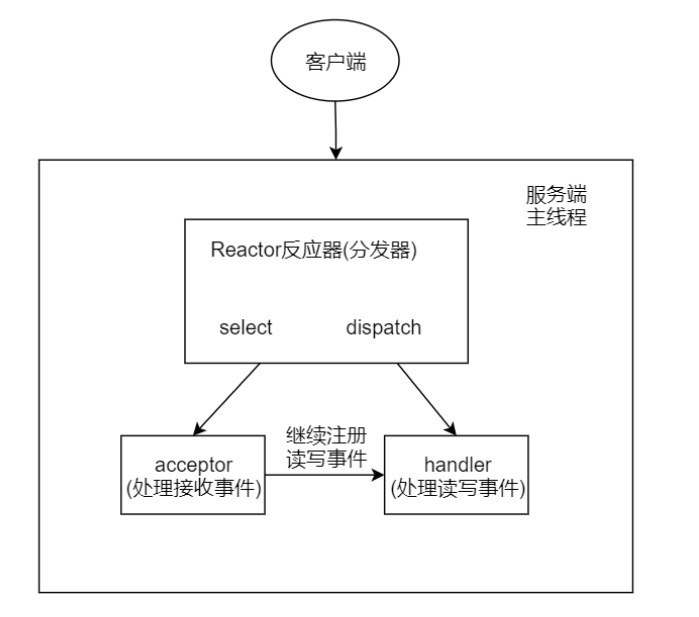 客户端
服务端
主线程
Reactor反应器(分发器)
select
dispatch
继续注册
读写事件
acceptor
(处理接收事件)
handler
(处理读写事件)